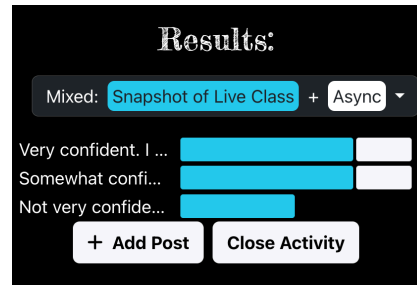 Results:
Mixed: Snapshot of Live Class + Async
Very confident. I ...
Somewhat confi...
Not very confide...
+ Add Post Close Activity